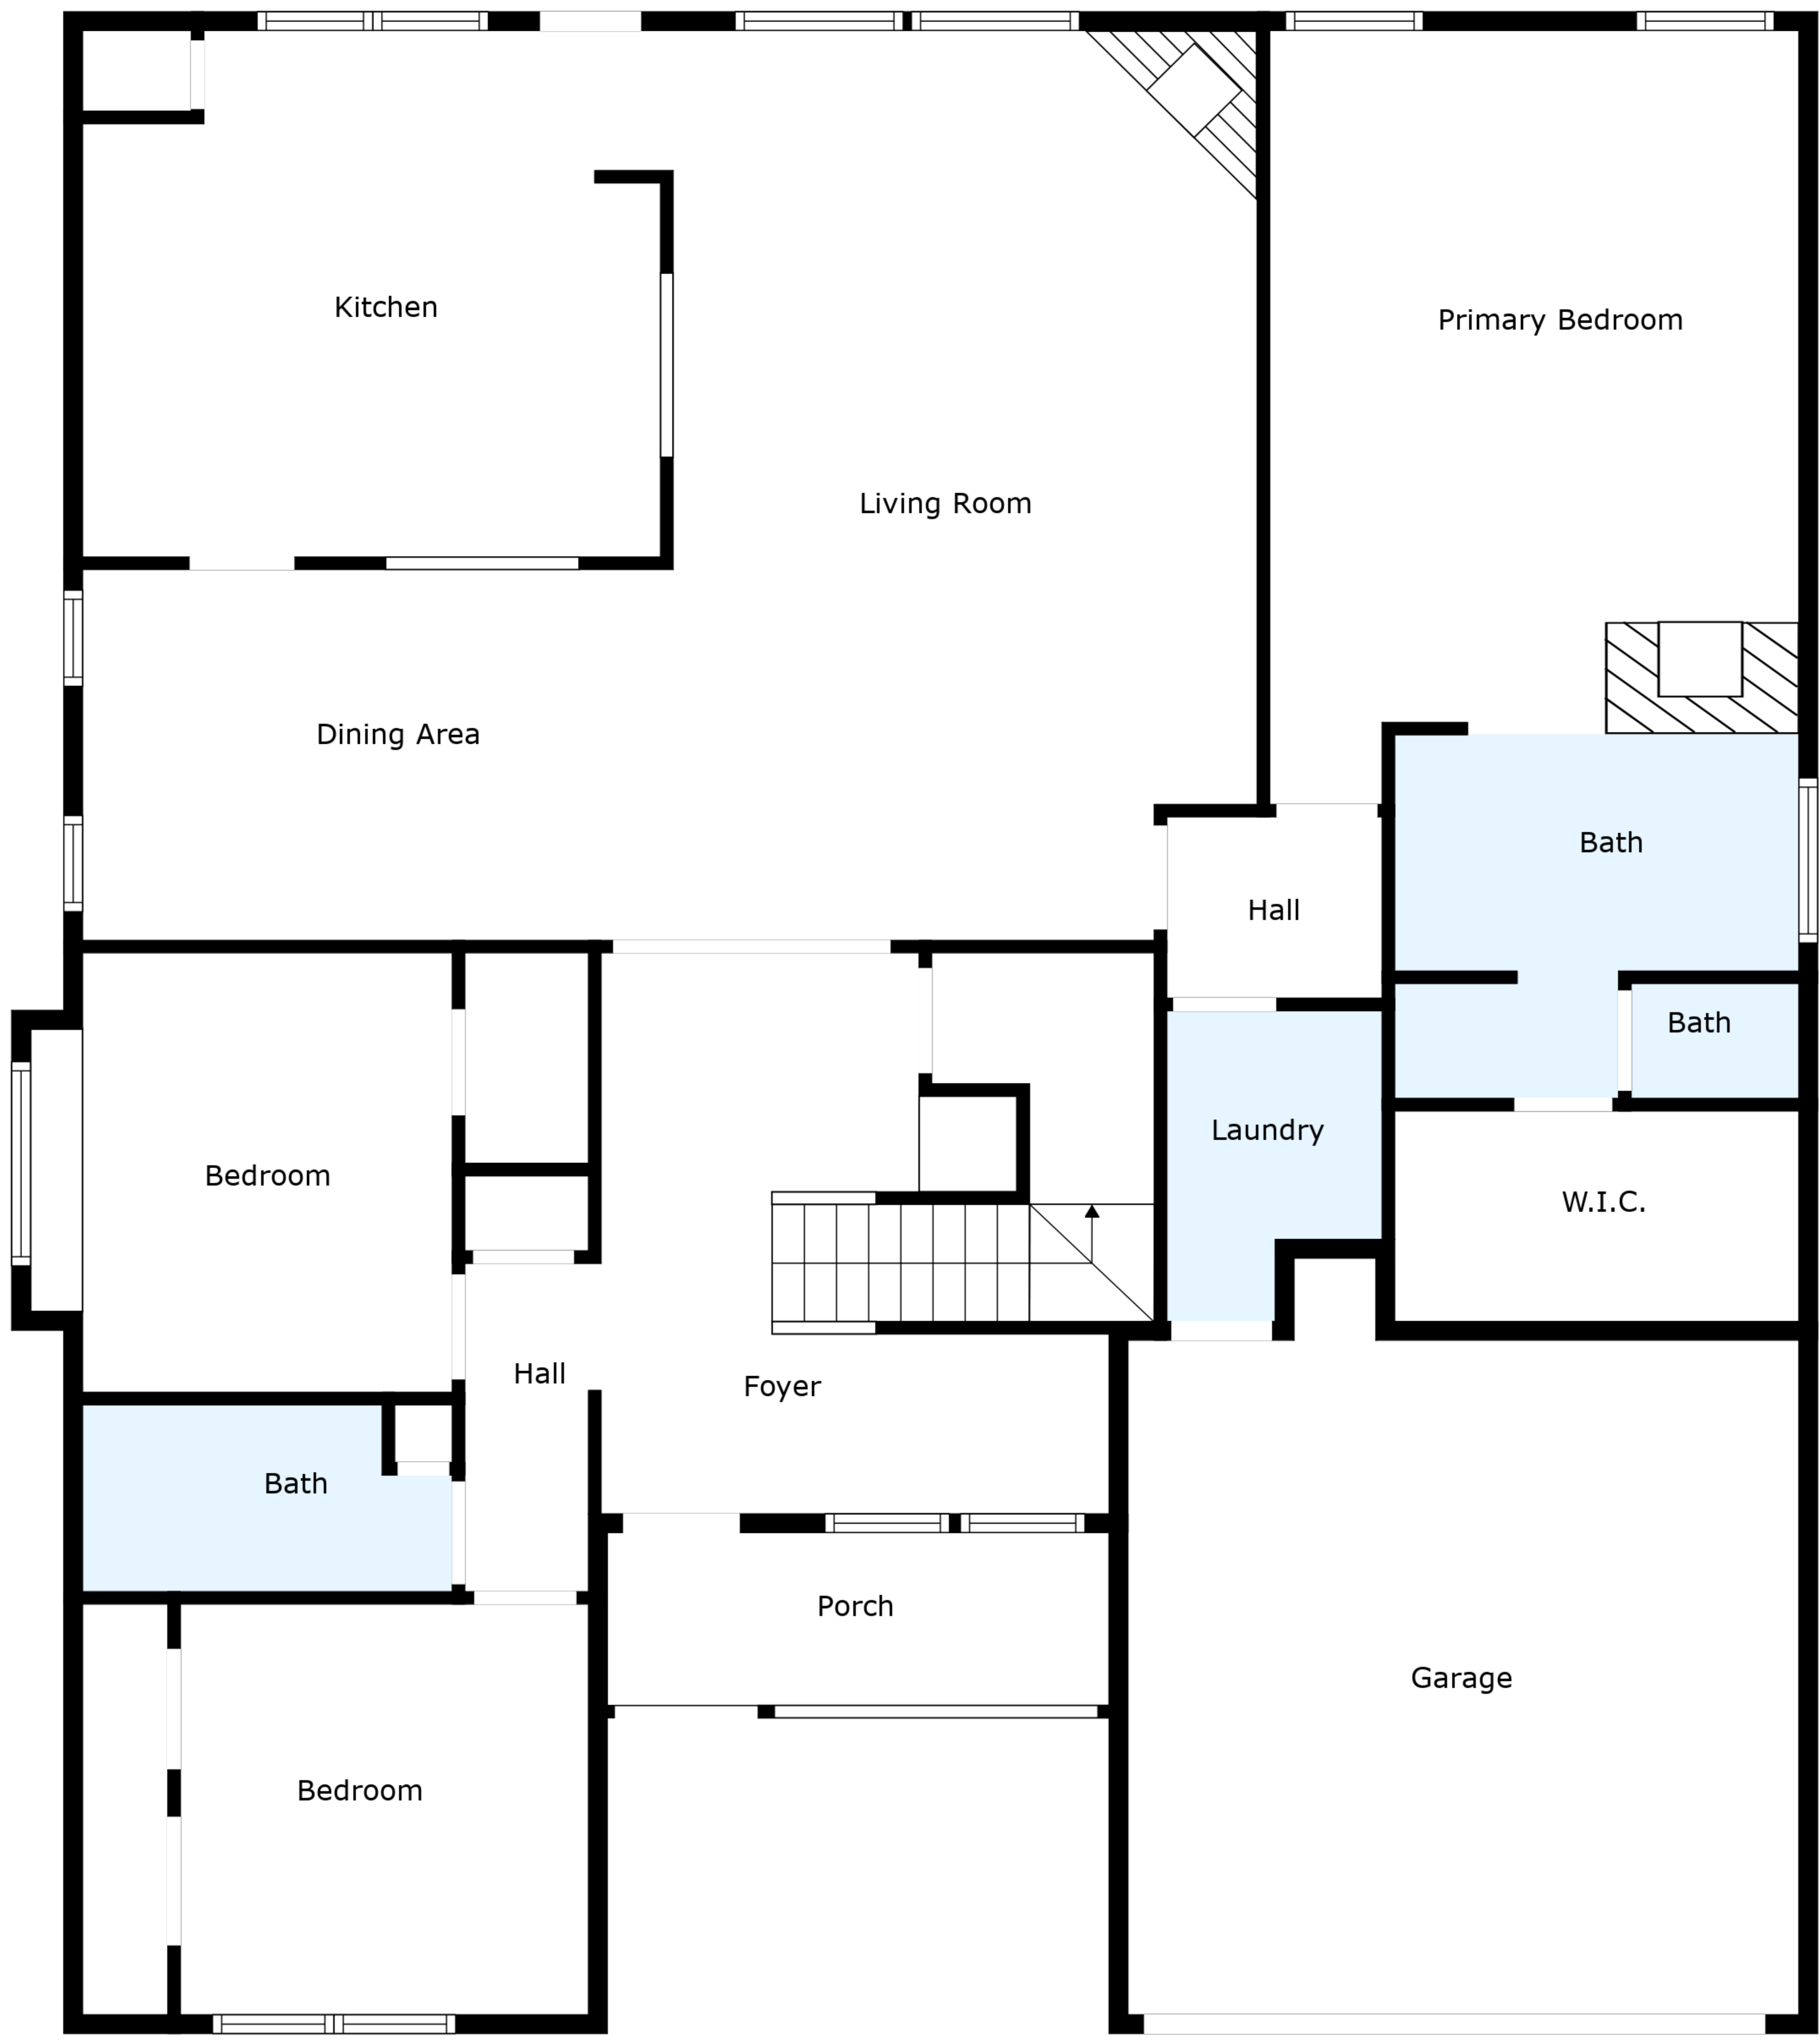 Kitchen
Primary Bedroom
Living Room
Dining Area
Bath
Hall
Bath
Laundry
Bedroom
W.I.C.
Hall
Foyer
Bath
Porch
Garage
Bedroom